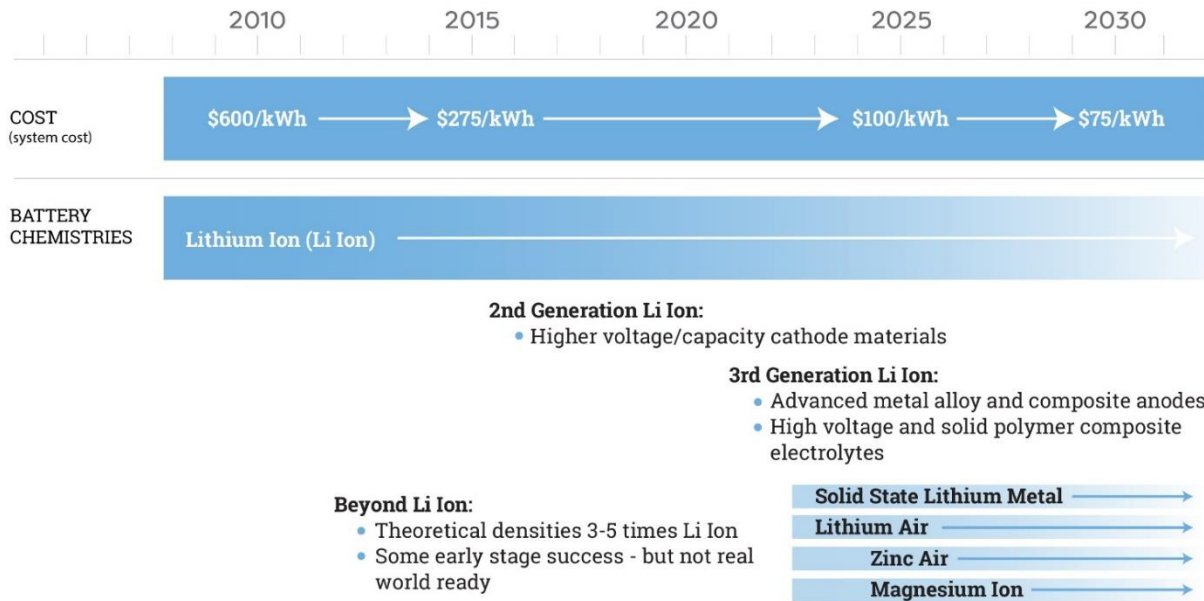 2010 2015 2020 2025 2030
COST
(system cost)
$600/kWh $275/kWh $100/kWh $75/kWh
BATTERY
CHEMISTRIES
Lithium Ion (Li Ion)
2nd Generation Li Ion:
• Higher voltage/capacity cathode materials
3rd Generation Li Ion:
• Advanced metal alloy and composite anodes
• High voltage and solid polymer composite
electrolytes
Beyond Li Ion:
• Theoretical densities 3-5 times Li Ion
• Some early stage success - but not real
world ready
Solid State Lithium Metal
Lithium Air
Zinc Air
Magnesium Ion